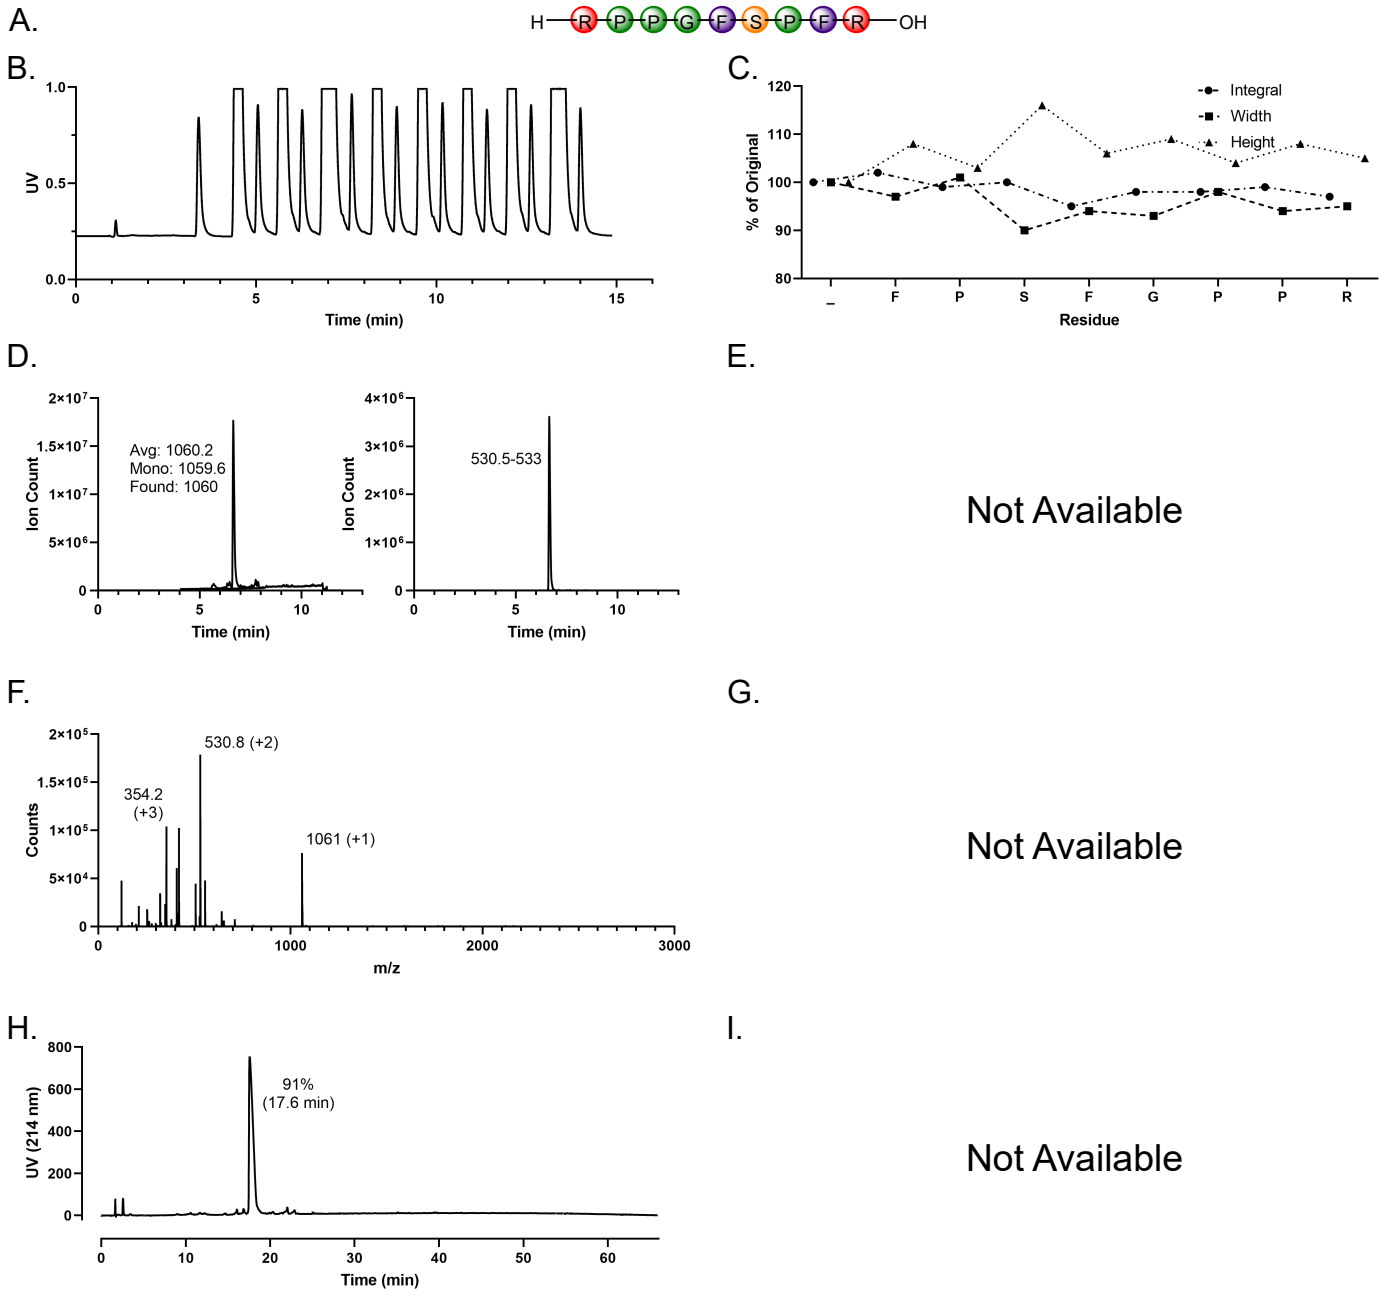 A.
H R P P G F S P F R OH
B.
1.0
0.5
0.0
UV
0 5 10 15
Time (min)
C.
120
110
100
90
80
% of Original
Integral
Width
Height
_ F P S F G P P R
Residue
D.
2×10⁷
1.5×10⁷
1×10⁷
5×10⁶
0
Ion Count
Avg: 1060.2
Mono: 1059.6
Found: 1060
0 5 10
Time (min)
4×10⁶
3×10⁶
2×10⁶
1×10⁶
0
Ion Count
530.5-533
0 5 10
Time (min)
E.
Not Available
F.
2×10⁵
1.5×10⁵
1×10⁵
5×10⁴
0
Counts
530.8 (+2)
354.2
(+3)
1061 (+1)
0 1000 2000 3000
m/z
G.
Not Available
H.
800
600
400
200
0
UV (214 nm)
91%
(17.6 min)
0 10 20 30 40 50 60
Time (min)
I.
Not Available